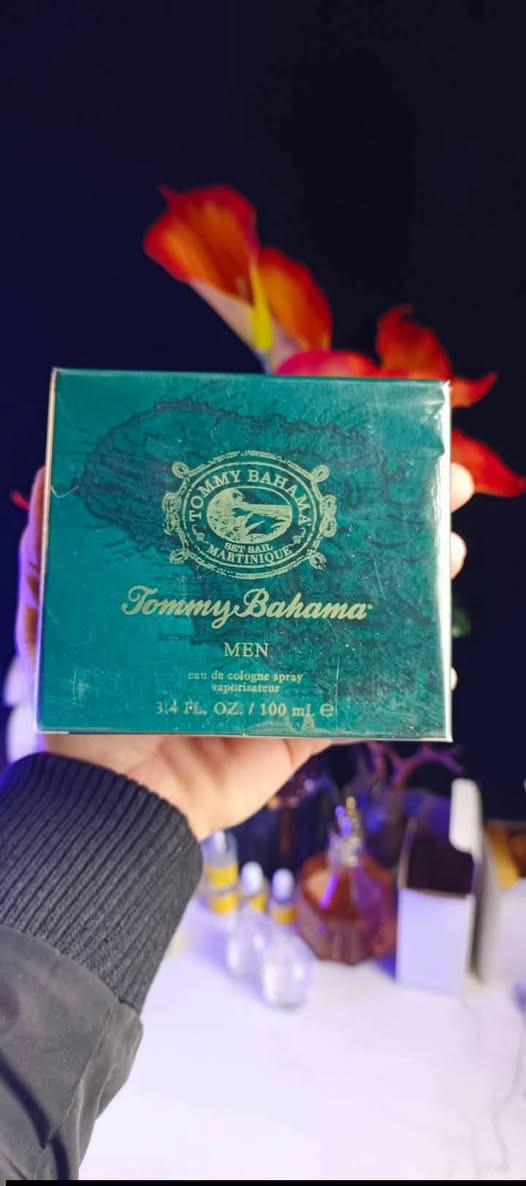 TOMMY BAHAMA
SET SAIL
MARTINIQUE
Tommy Bahama
MEN
eau de cologne spray
vaporisateur
3.4 FL. OZ. / 100 mL ℮